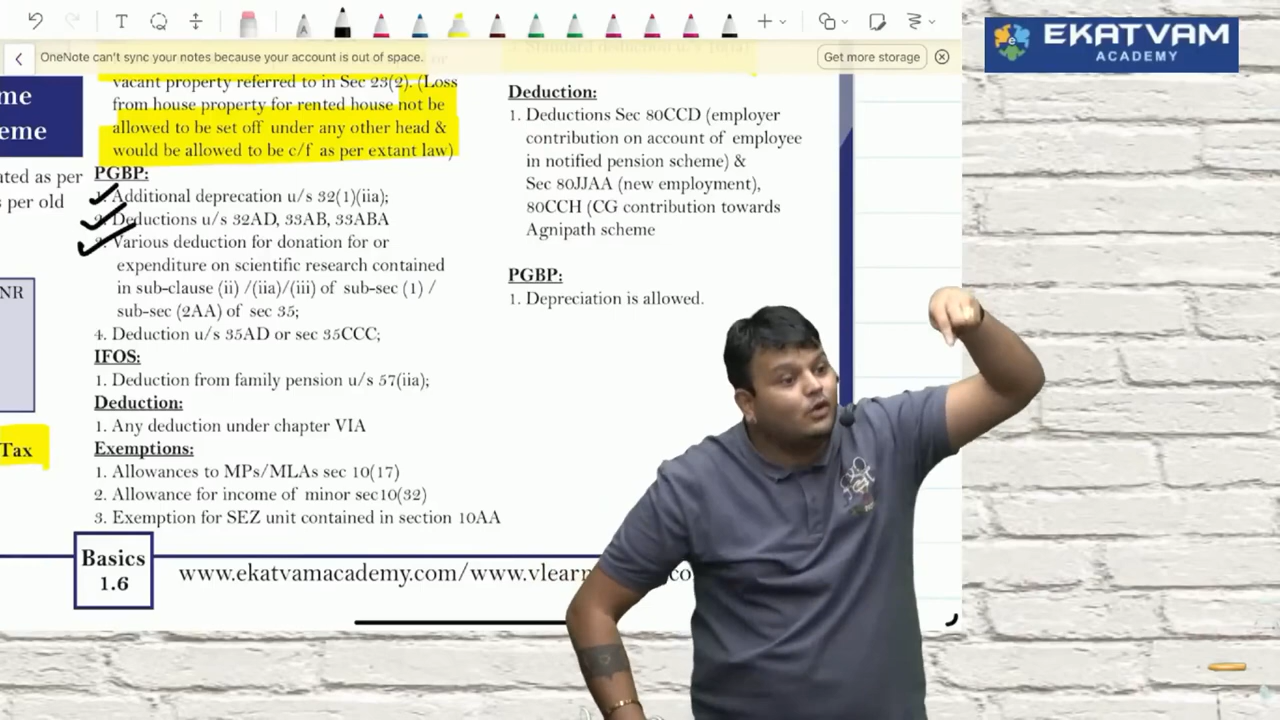 EKATVAM
ACADEMY
OneNote can't sync your notes because your account is out of space.
Get more storage
me
eme
ated as per
s per old
NR
Tax
vacant property referred to in Sec 23(2). (Loss
from house property for rented house not be
allowed to be set off under any other head &
would be allowed to be c/f as per extant law)
PGBP:
1. Additional deprecation u/s 32(1)(iia);
2. Deductions u/s 32AD, 33AB, 33ABA
3. Various deduction for donation for or
expenditure on scientific research contained
in sub-clause (ii) /(iia)/(iii) of sub-sec (1) /
sub-sec (2AA) of sec 35;
4. Deduction u/s 35AD or sec 35CCC;
IFOS:
1. Deduction from family pension u/s 57(iia);
Deduction:
1. Any deduction under chapter VIA
Exemptions:
1. Allowances to MPs/MLAs sec 10(17)
2. Allowance for income of minor sec10(32)
3. Exemption for SEZ unit contained in section 10AA
Deduction:
1. Deductions Sec 80CCD (employer
contribution on account of employee
in notified pension scheme) &
Sec 80JJAA (new employment),
80CCH (CG contribution towards
Agnipath scheme
PGBP:
1. Depreciation is allowed.
Basics
1.6
www.ekatvamacademy.com/www.vlearn